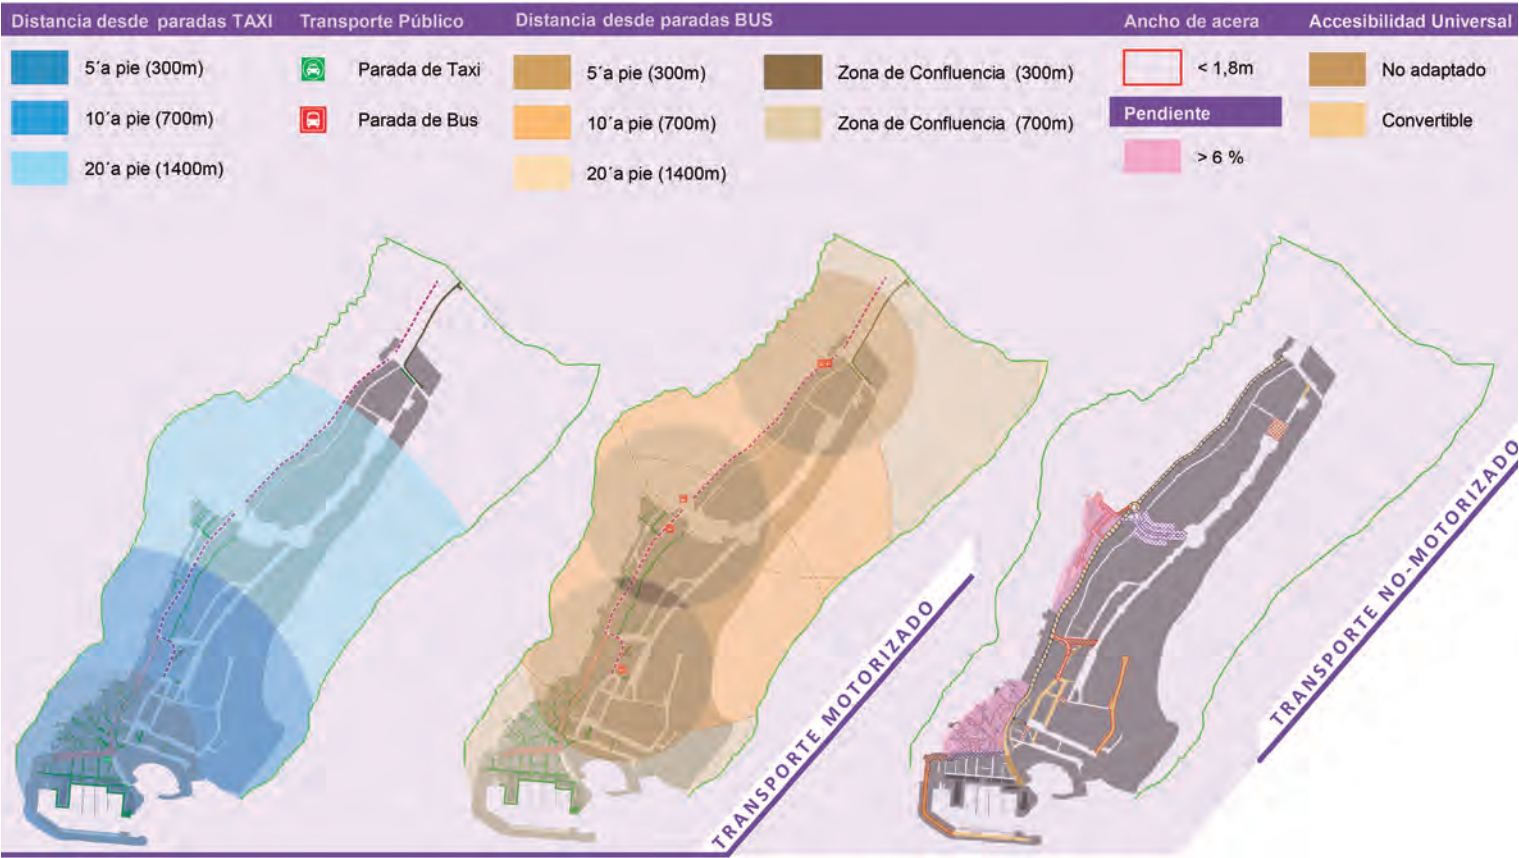 Distancia desde paradas TAXI
5´a pie (300m)
10´a pie (700m)
20´a pie (1400m)
Transporte Público
Parada de Taxi
Parada de Bus
Distancia desde paradas BUS
5´a pie (300m)
10´a pie (700m)
20´a pie (1400m)
Zona de Confluencia (300m)
Zona de Confluencia (700m)
Ancho de acera
< 1,8m
Pendiente
> 6 %
Accesibilidad Universal
No adaptado
Convertible
TRANSPORTE MOTORIZADO
TRANSPORTE NO-MOTORIZADO